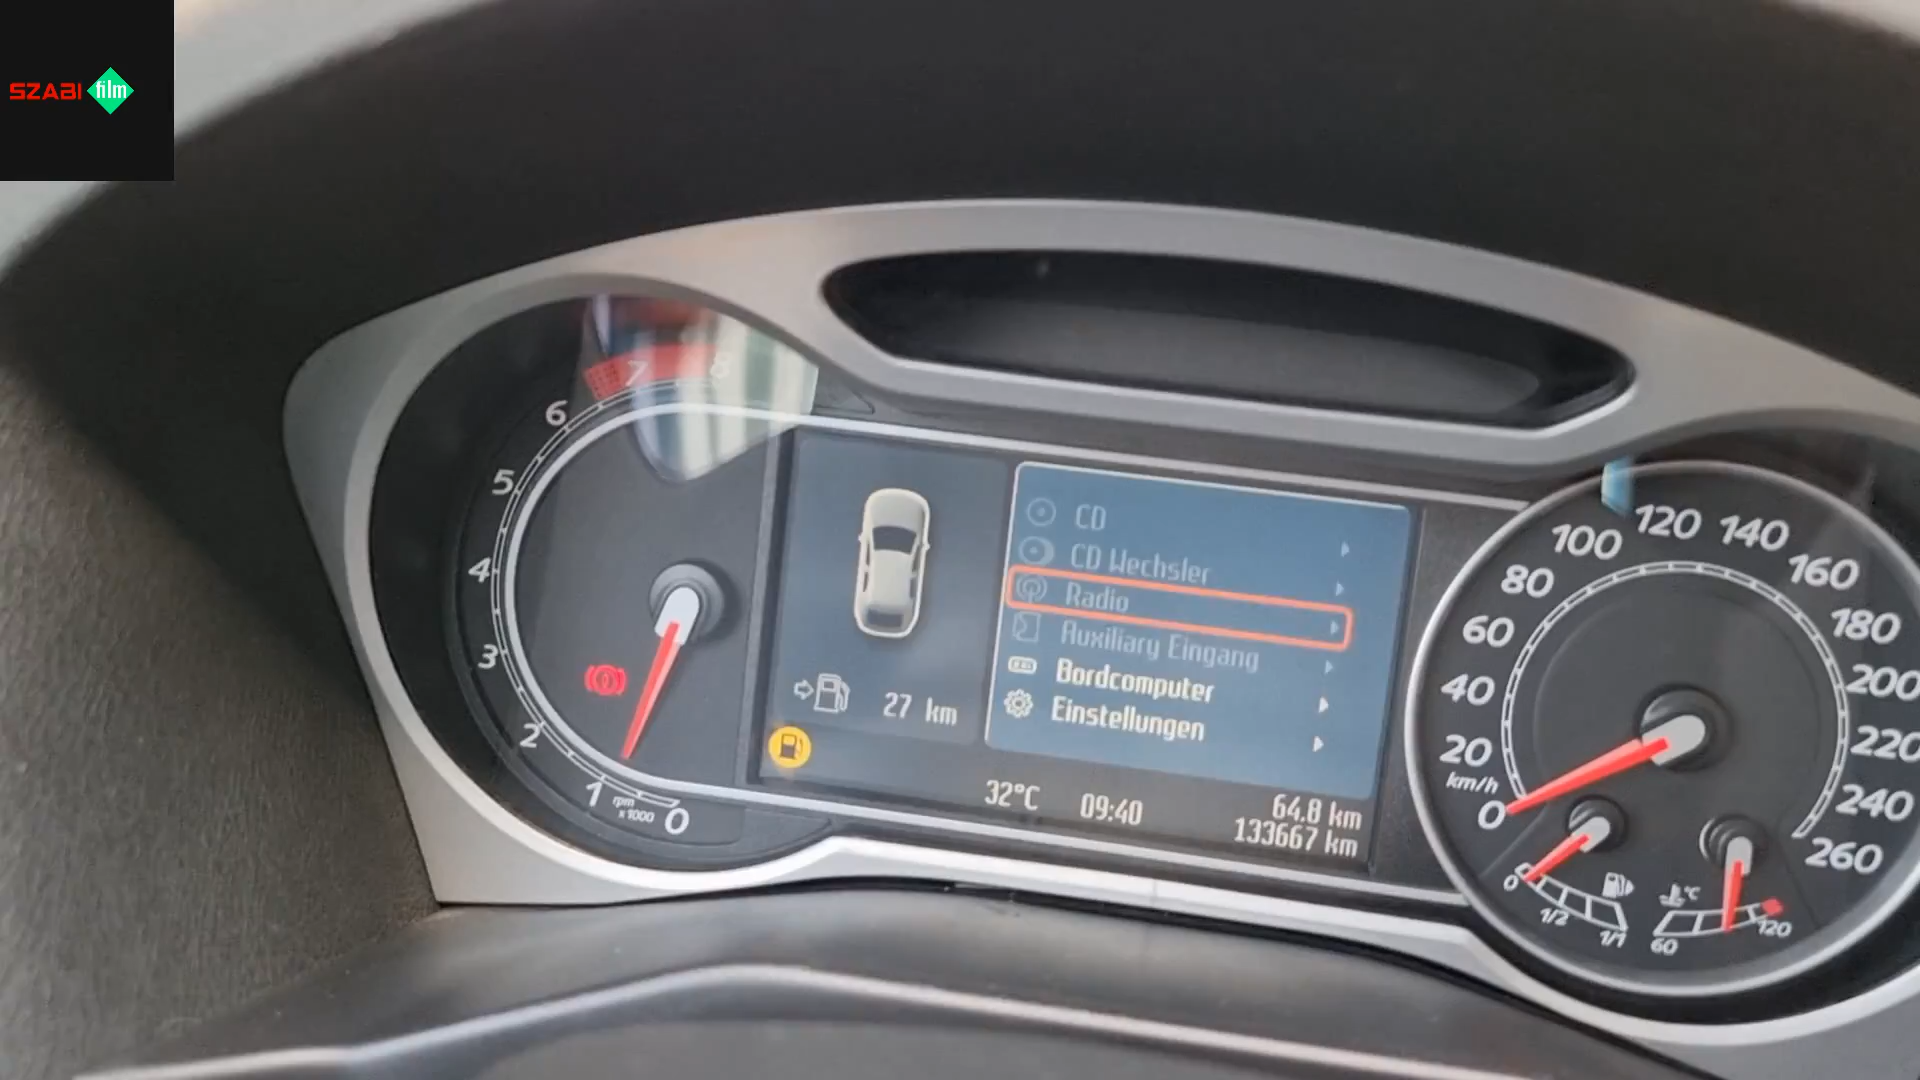 SZABI film
8
7
6
5
4
3
2
1
0
rpm
x 1000
CD
CD Wechsler
Radio
Auxiliary Eingang
Bordcomputer
Einstellungen
27 km
32°C 09:40 64.8 km
133667 km
0
20
40
60
80
100
120
140
160
180
200
220
240
260
km/h
0
1/2
1/1
°C
60
120